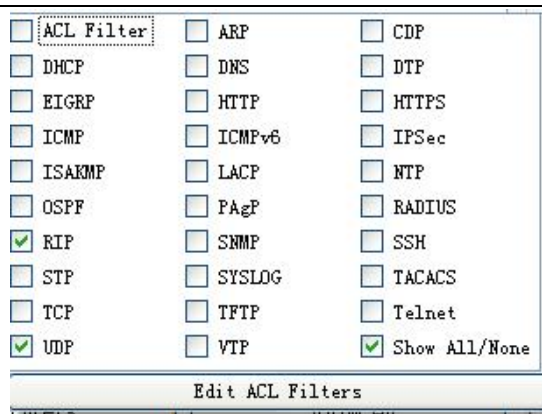 ACL Filter ARP CDP
DHCP DNS DTP
EIGRP HTTP HTTPS
ICMP ICMPv6 IPSec
ISAKMP LACP NTP
OSPF PAgP RADIUS
RIP SNMP SSH
STP SYSLOG TACACS
TCP TFTP Telnet
UDP VTP Show All/None
Edit ACL Filters